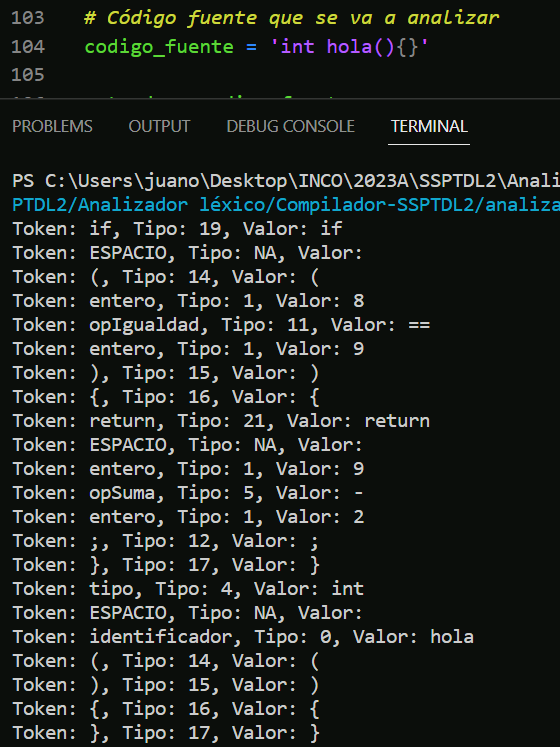 103 # Código fuente que se va a analizar
104 codigo_fuente = 'int hola(){}'
105
PROBLEMS OUTPUT DEBUG CONSOLE TERMINAL
PS C:\Users\juano\Desktop\INCO\2023A\SSPTDL2\Anali
PTDL2/Analizador léxico/Compilador-SSPTDL2/analiza
Token: if, Tipo: 19, Valor: if
Token: ESPACIO, Tipo: NA, Valor:
Token: (, Tipo: 14, Valor: (
Token: entero, Tipo: 1, Valor: 8
Token: opIgualdad, Tipo: 11, Valor: ==
Token: entero, Tipo: 1, Valor: 9
Token: ), Tipo: 15, Valor: )
Token: {, Tipo: 16, Valor: {
Token: return, Tipo: 21, Valor: return
Token: ESPACIO, Tipo: NA, Valor:
Token: entero, Tipo: 1, Valor: 9
Token: opSuma, Tipo: 5, Valor: -
Token: entero, Tipo: 1, Valor: 2
Token: ;, Tipo: 12, Valor: ;
Token: }, Tipo: 17, Valor: }
Token: tipo, Tipo: 4, Valor: int
Token: ESPACIO, Tipo: NA, Valor:
Token: identificador, Tipo: 0, Valor: hola
Token: (, Tipo: 14, Valor: (
Token: ), Tipo: 15, Valor: )
Token: {, Tipo: 16, Valor: {
Token: }, Tipo: 17, Valor: }